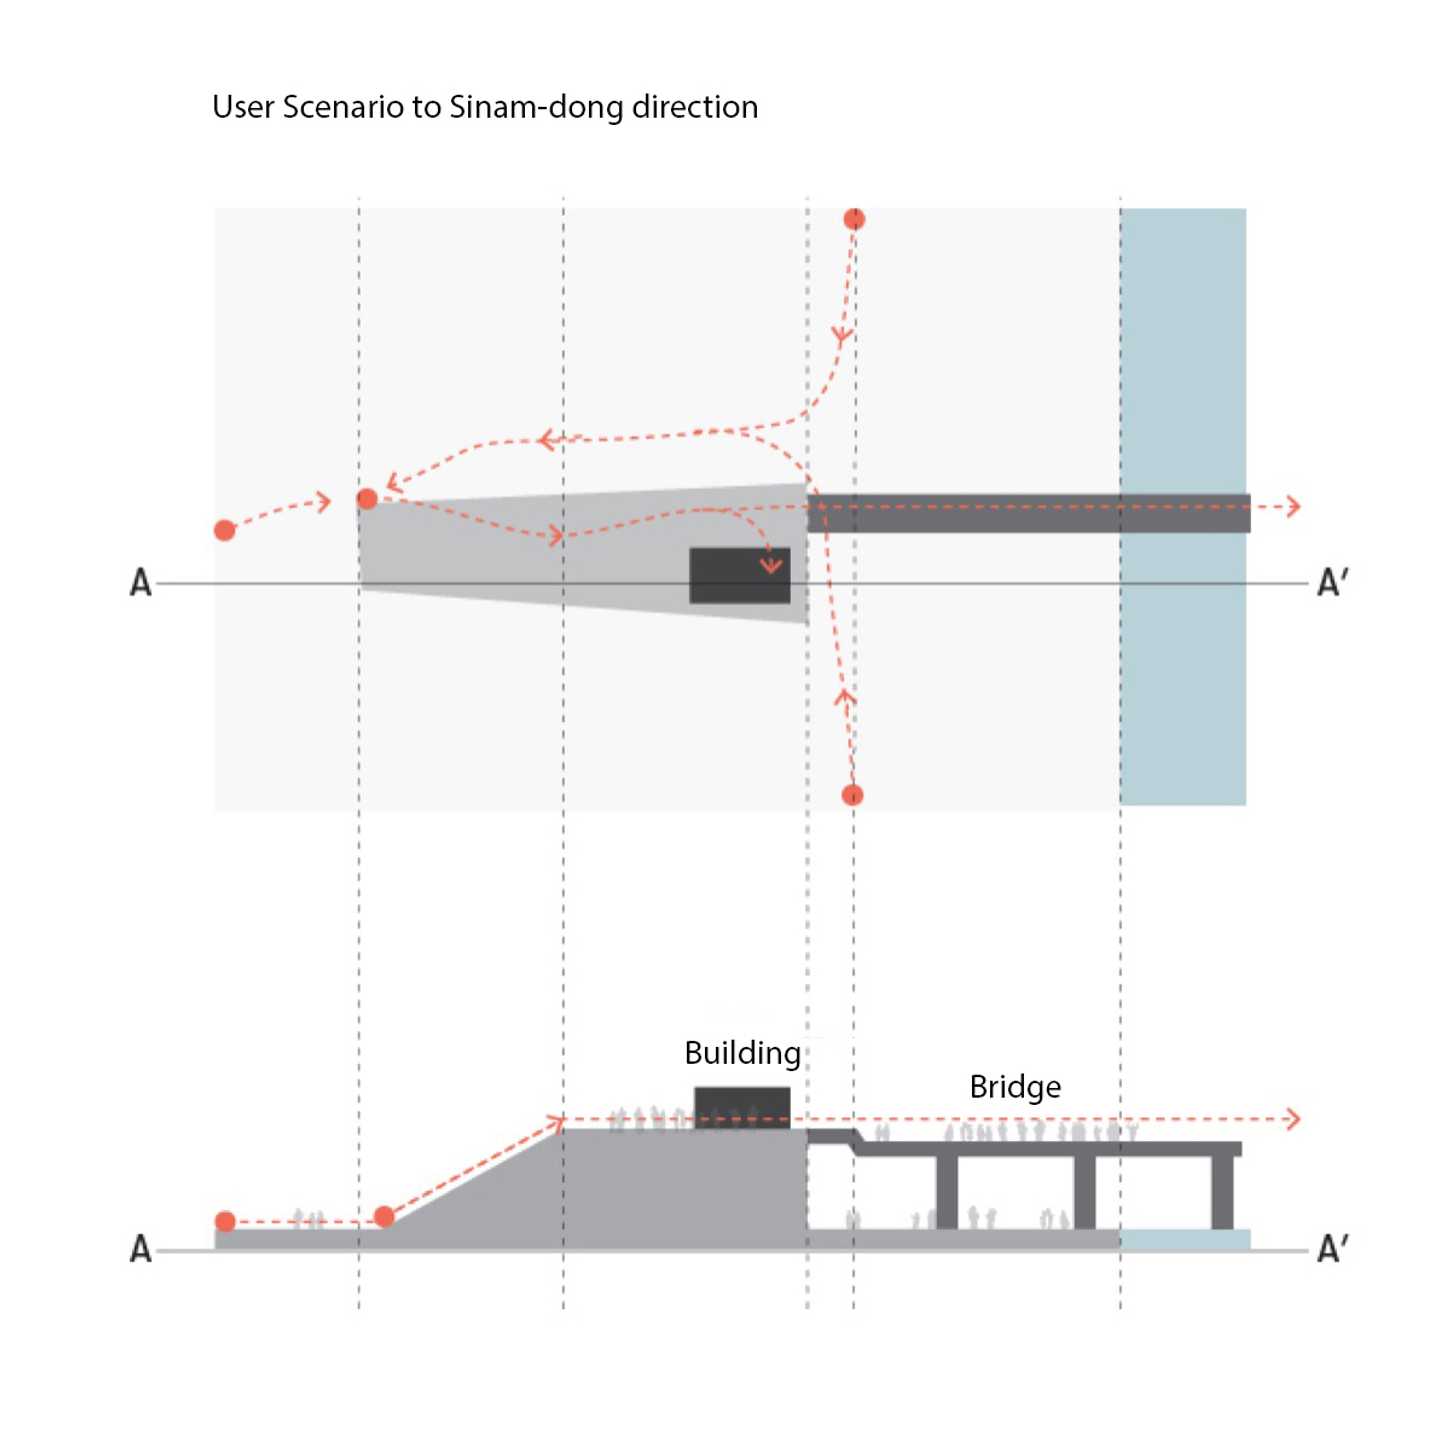 User Scenario to Sinam-dong direction
A A′
Building
Bridge
A A′